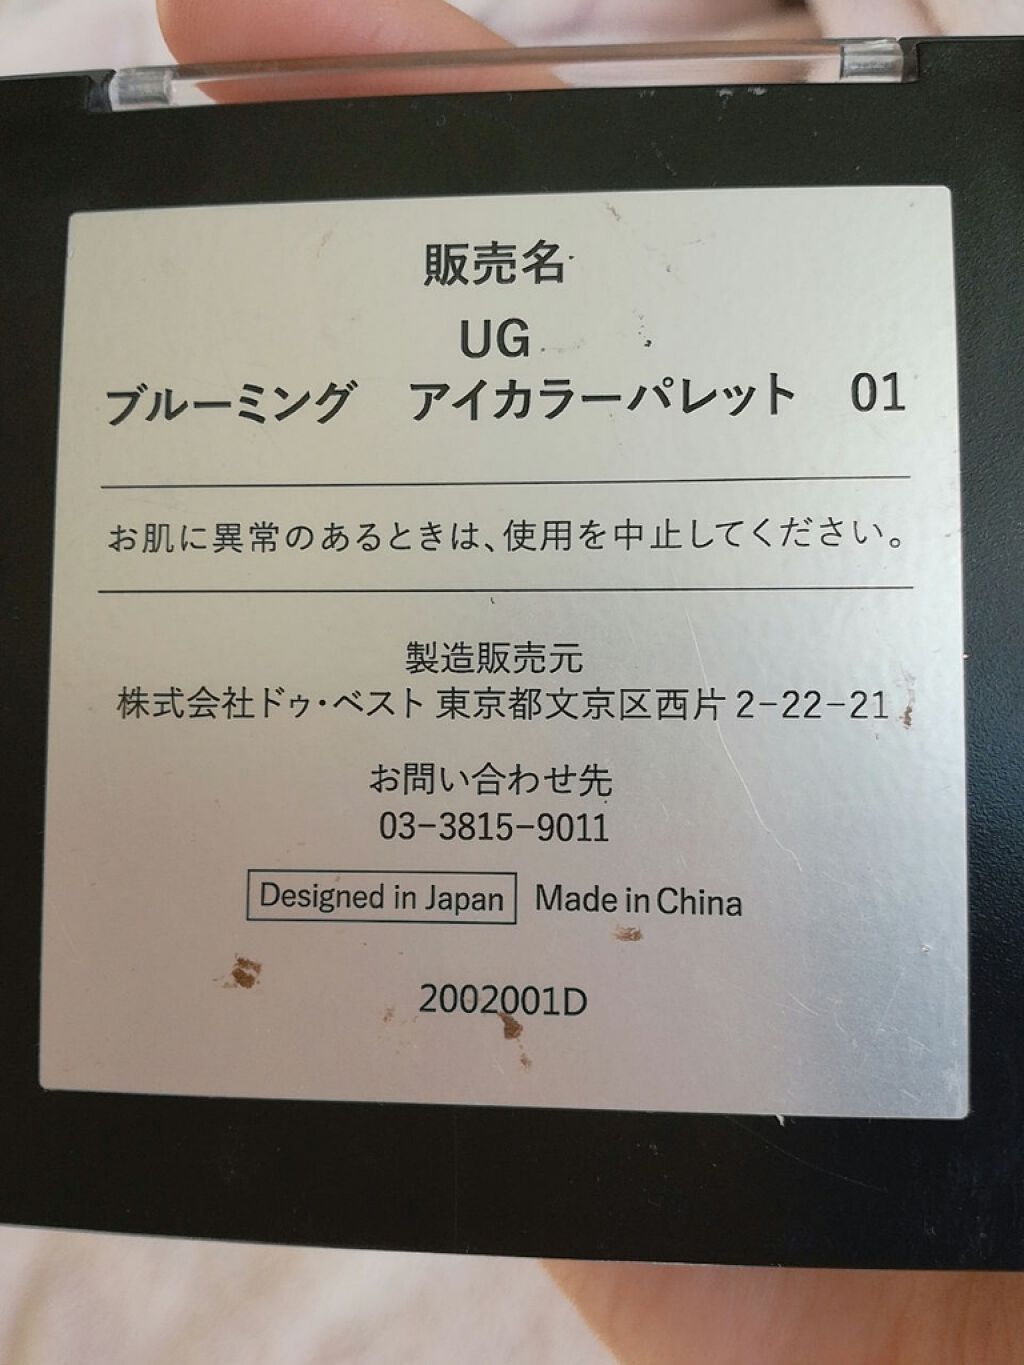 販売名
UG
ブルーミング　アイカラーパレット　01
お肌に異常のあるときは、使用を中止してください。
製造販売元
株式会社ドゥ・ベスト 東京都文京区西片2-22-21
お問い合わせ先
03-3815-9011
Designed in Japan Made in China
2002001D